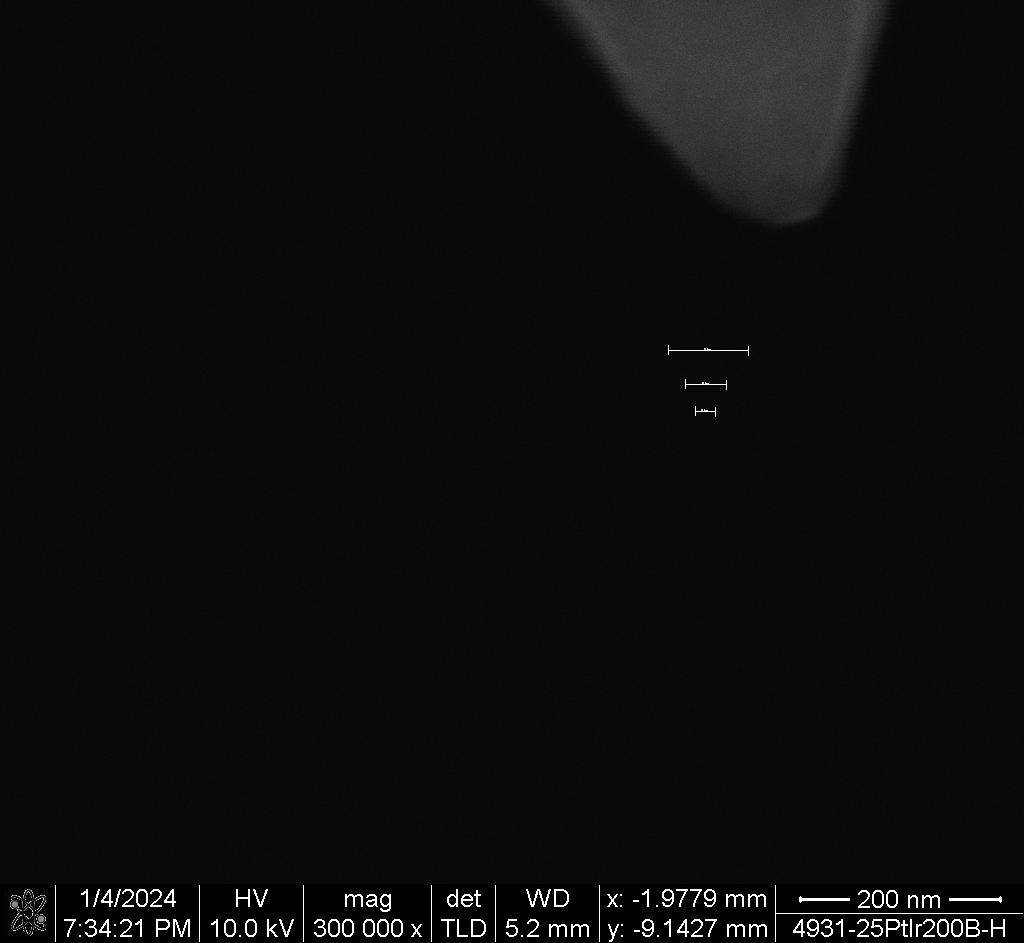 1/4/2024
7:34:21 PM
HV
10.0 kV
mag
300 000 x
det
TLD
WD
5.2 mm
x: -1.9779 mm
y: -9.1427 mm
200 nm
4931-25PtIr200B-H